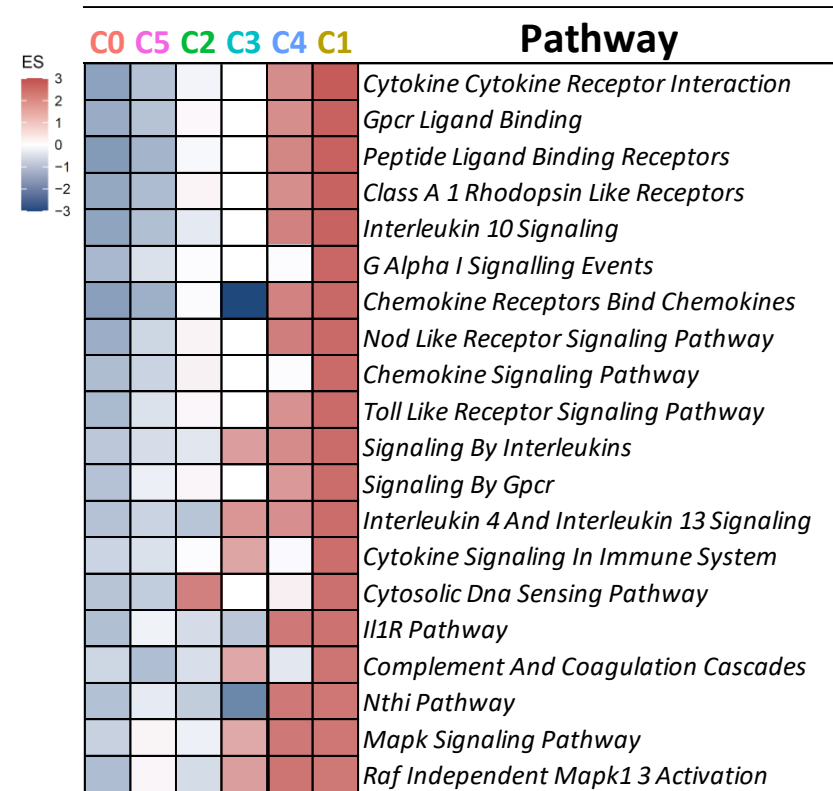 C0 C5 C2 C3 C4 C1 Pathway
ES
3
2
1
0
−1
−2
−3
Cytokine Cytokine Receptor Interaction
Gpcr Ligand Binding
Peptide Ligand Binding Receptors
Class A 1 Rhodopsin Like Receptors
Interleukin 10 Signaling
G Alpha I Signalling Events
Chemokine Receptors Bind Chemokines
Nod Like Receptor Signaling Pathway
Chemokine Signaling Pathway
Toll Like Receptor Signaling Pathway
Signaling By Interleukins
Signaling By Gpcr
Interleukin 4 And Interleukin 13 Signaling
Cytokine Signaling In Immune System
Cytosolic Dna Sensing Pathway
Il1R Pathway
Complement And Coagulation Cascades
Nthi Pathway
Mapk Signaling Pathway
Raf Independent Mapk1 3 Activation